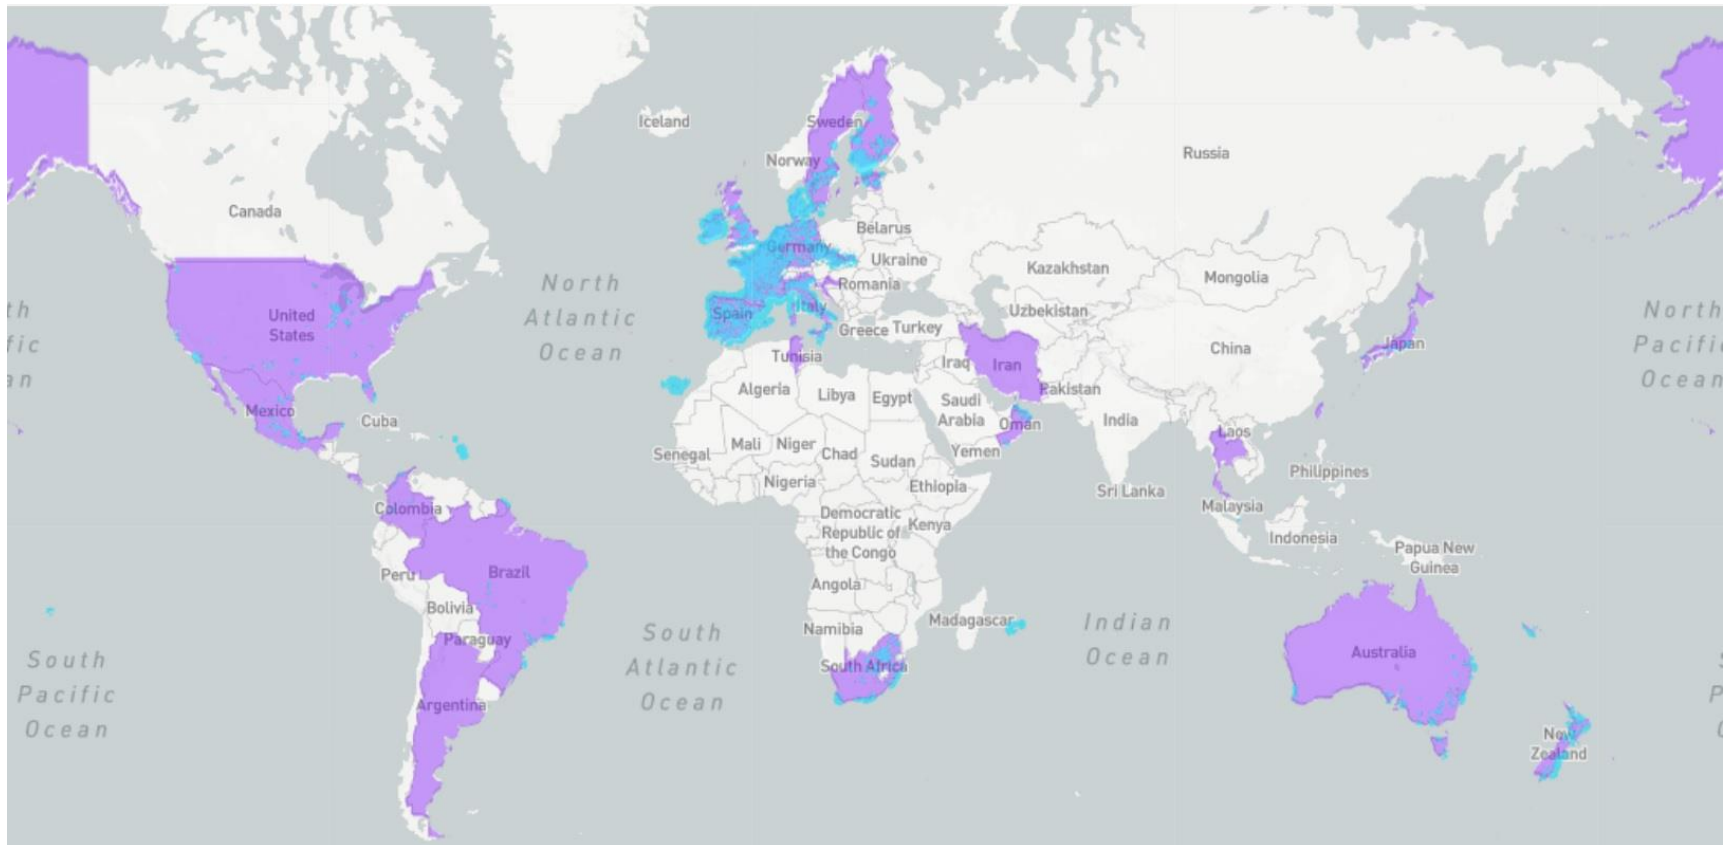 Iceland
Sweden
Norway
Russia
Canada
Belarus
Germany
Ukraine
Kazakhstan
Mongolia
Romania
North
Atlantic
Ocean
th
fic
an
United
States
Spain
Italy
Uzbekistan
Greece
Turkey
North
Pacific
Ocean
Japan
China
Tunisia
Iraq
Iran
Algeria
Libya
Egypt
Pakistan
Saudi
Arabia
Mexico
Cuba
India
Oman
Laos
Mali
Niger
Chad
Sudan
Yemen
Senegal
Nigeria
Ethiopia
Philippines
Sri Lanka
Colombia
Malaysia
Democratic
Republic of
the Congo
Kenya
Indonesia
Papua New
Guinea
Peru
Brazil
Angola
Bolivia
Madagascar
Namibia
Indian
Ocean
Paraguay
South
Atlantic
Ocean
South
Pacific
Ocean
South Africa
Australia
Argentina
New
Zealand
S
P